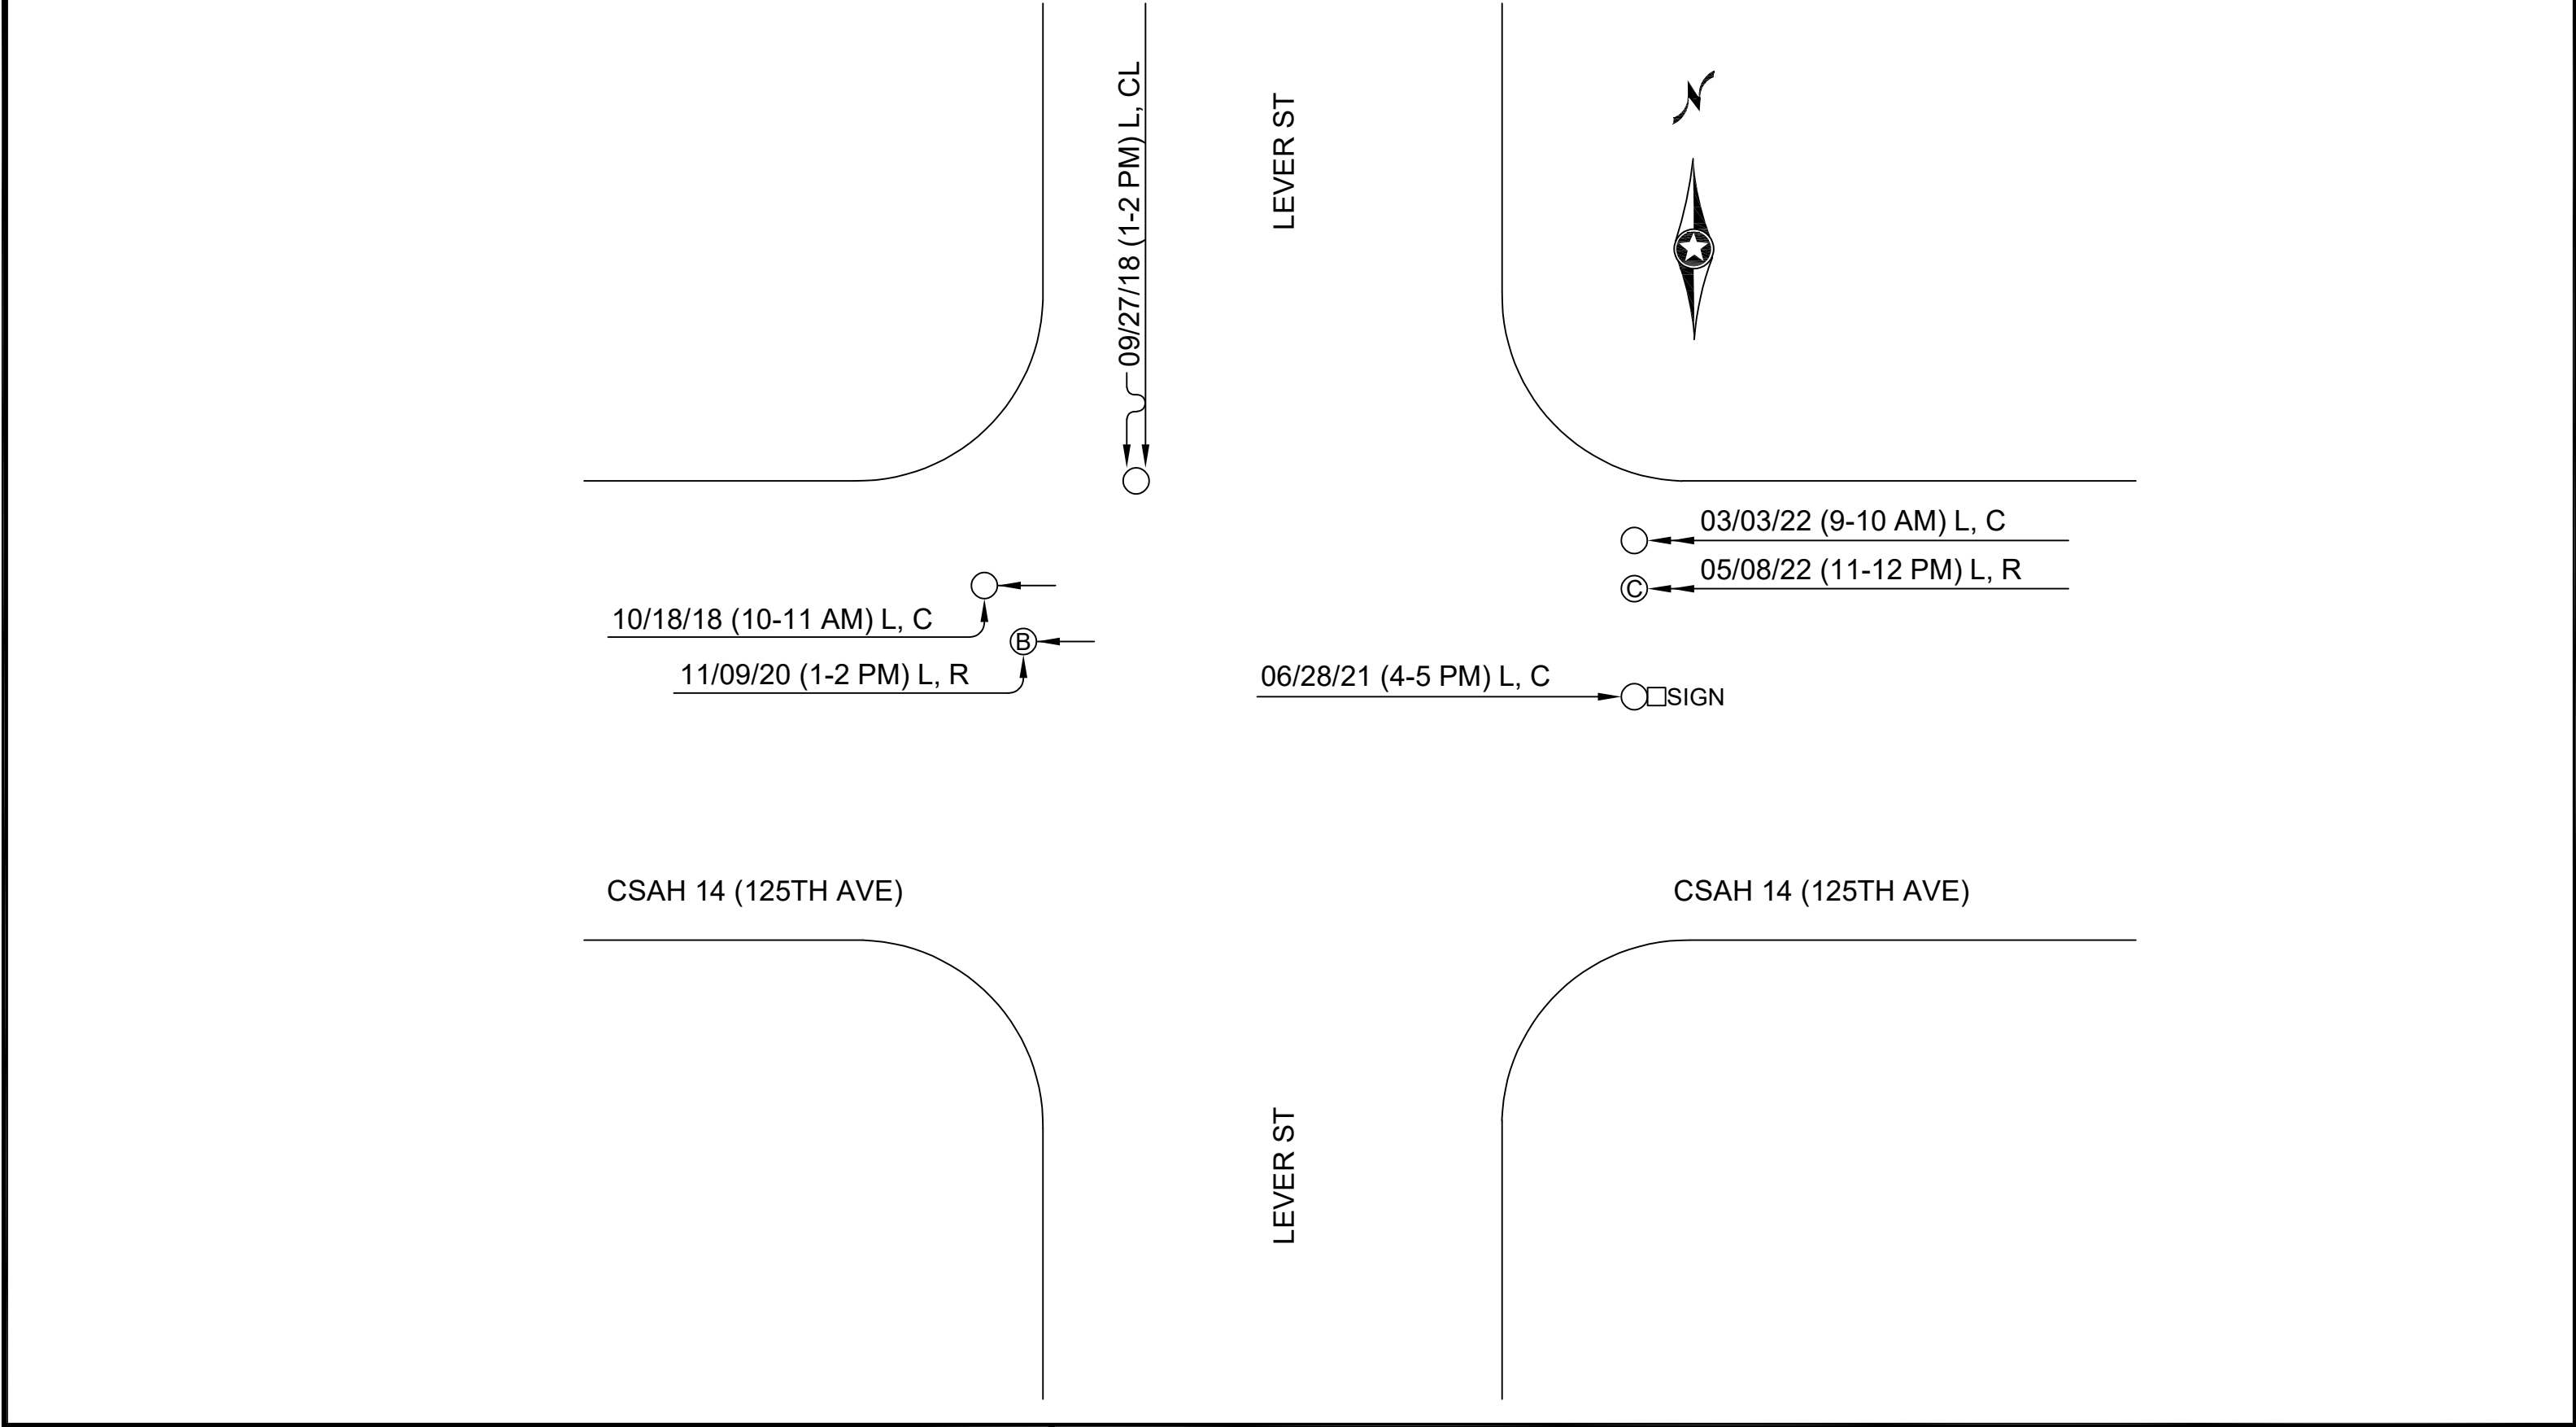 09/27/18 (1-2 PM) L, CL
LEVER ST
N
03/03/22 (9-10 AM) L, C
05/08/22 (11-12 PM) L, R
C
10/18/18 (10-11 AM) L, C
B
11/09/20 (1-2 PM) L, R
06/28/21 (4-5 PM) L, C
SIGN
CSAH 14 (125TH AVE)
CSAH 14 (125TH AVE)
LEVER ST